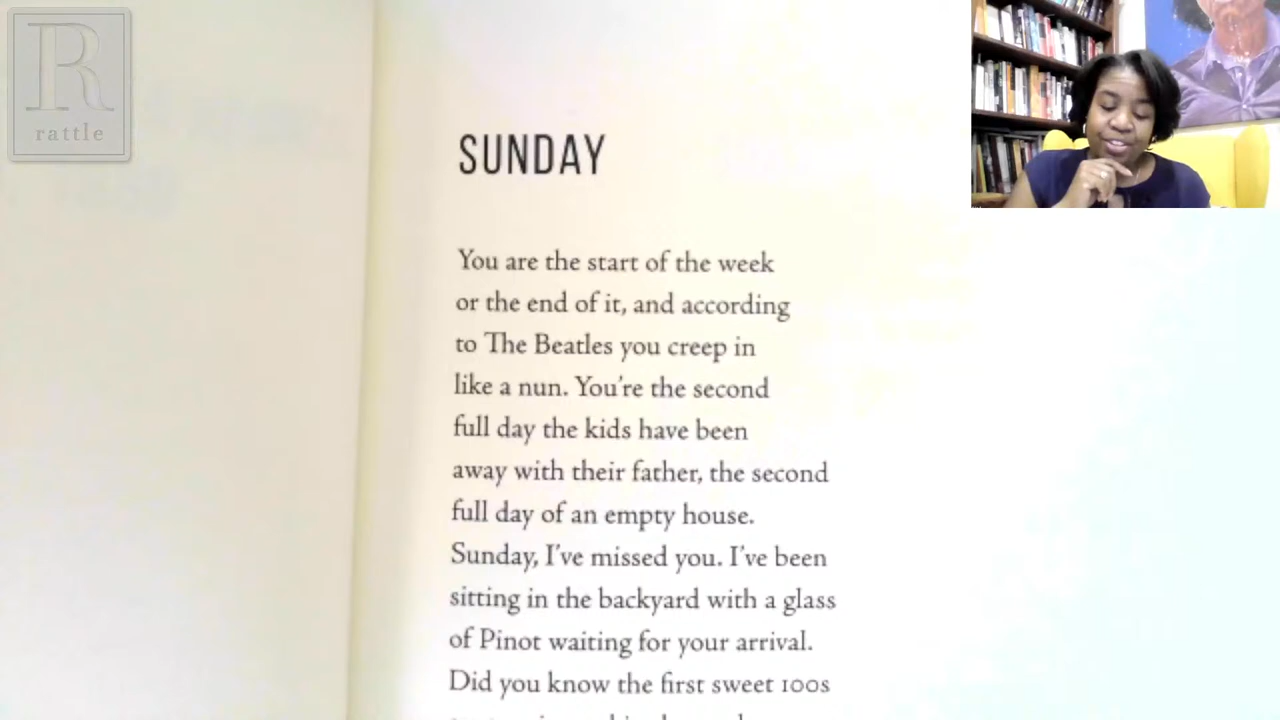 R
rattle
SUNDAY
You are the start of the week
or the end of it, and according
to The Beatles you creep in
like a nun. You’re the second
full day the kids have been
away with their father, the second
full day of an empty house.
Sunday, I’ve missed you. I’ve been
sitting in the backyard with a glass
of Pinot waiting for your arrival.
Did you know the first sweet 100s